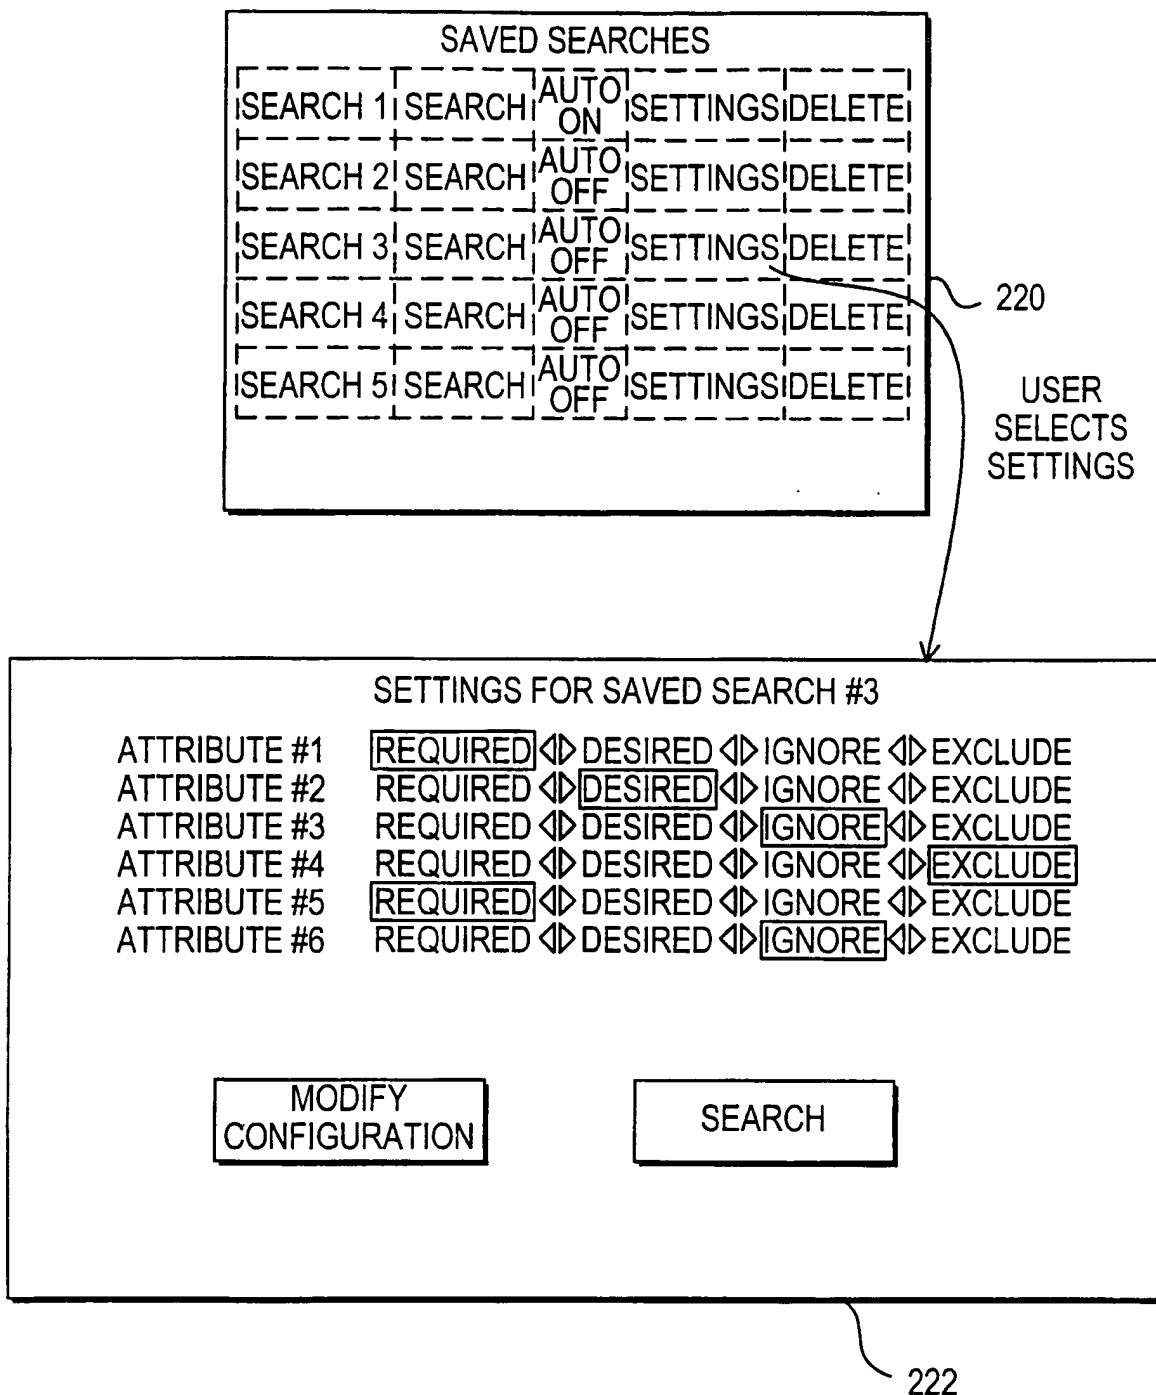 SAVED SEARCHES
SEARCH 1 SEARCH AUTO ON SETTINGS DELETE
SEARCH 2 SEARCH AUTO OFF SETTINGS DELETE
SEARCH 3 SEARCH AUTO OFF SETTINGS DELETE
SEARCH 4 SEARCH AUTO OFF SETTINGS DELETE
SEARCH 5 SEARCH AUTO OFF SETTINGS DELETE
220
USER
SELECTS
SETTINGS
SETTINGS FOR SAVED SEARCH #3
ATTRIBUTE #1 REQUIRED DESIRED IGNORE EXCLUDE
ATTRIBUTE #2 REQUIRED DESIRED IGNORE EXCLUDE
ATTRIBUTE #3 REQUIRED DESIRED IGNORE EXCLUDE
ATTRIBUTE #4 REQUIRED DESIRED IGNORE EXCLUDE
ATTRIBUTE #5 REQUIRED DESIRED IGNORE EXCLUDE
ATTRIBUTE #6 REQUIRED DESIRED IGNORE EXCLUDE
MODIFY
CONFIGURATION
SEARCH
222